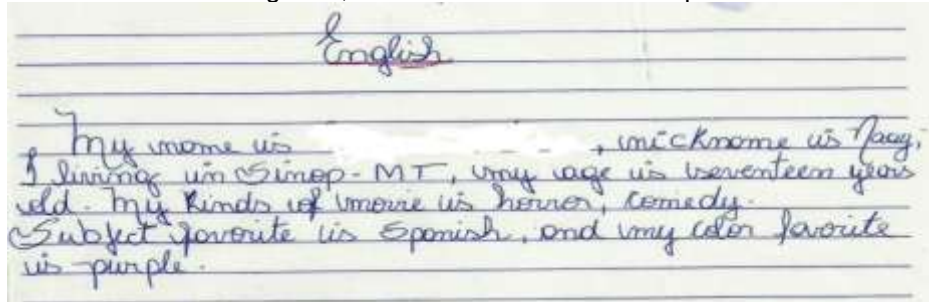 English
My name is , nickname is
I living in Sinop - MT, my age is seventeen years
old. My Kinds of movie is horror, comedy.
Subject favorite is Spanish, and my color favorite
is purple.